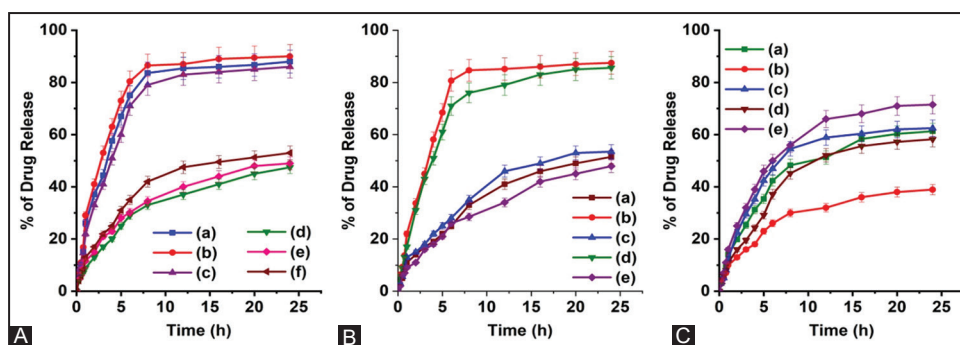 100
80
60
40
20
0
% of Drug Release
0 5 10 15 20 25
Time (h)
(a) (d)
(b) (e)
(c) (f)
A
100
80
60
40
20
0
% of Drug Release
0 5 10 15 20 25
Time (h)
(a)
(b)
(c)
(d)
(e)
B
100
80
60
40
20
0
% of Drug Release
0 5 10 15 20 25
Time (h)
(a)
(b)
(c)
(d)
(e)
C